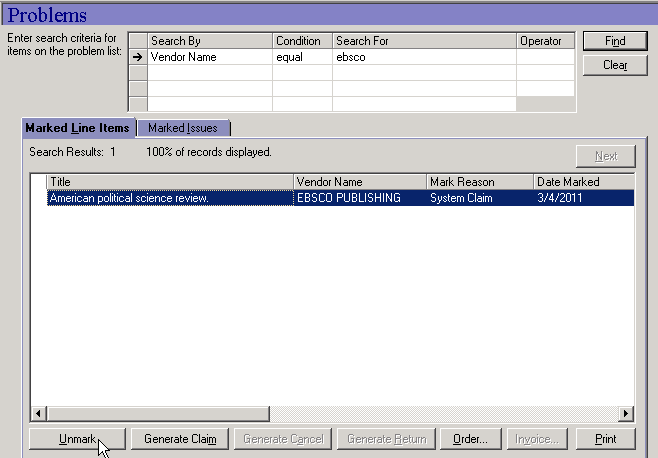 Problems
Enter search criteria for
items on the problem list:
Search By Condition Search For Operator
Vendor Name equal ebsco
Find
Clear
Marked Line Items Marked Issues
Search Results: 1 100% of records displayed.
Next
Title Vendor Name Mark Reason Date Marked
American political science review. EBSCO PUBLISHING System Claim 3/4/2011
Unmark Generate Claim Generate Cancel Generate Return Order... Invoice... Print